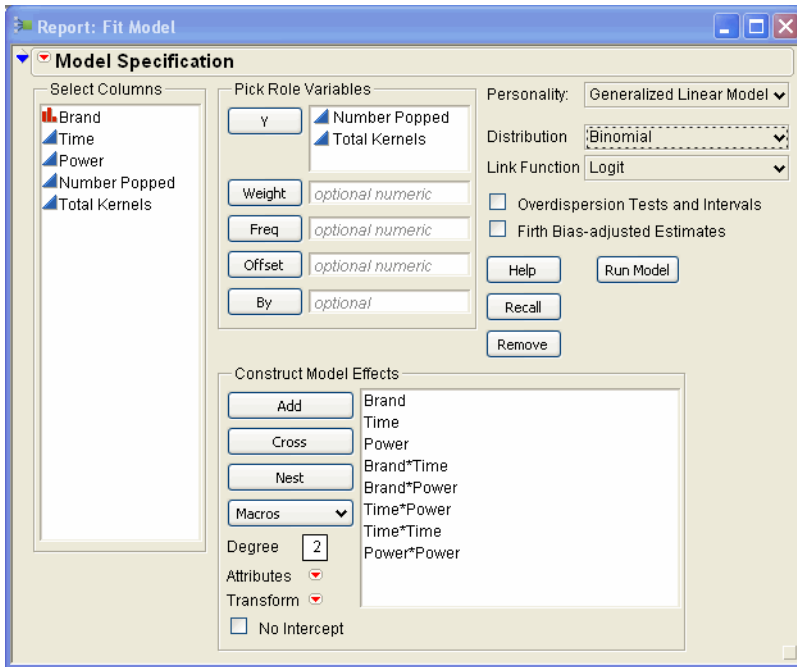 Report: Fit Model
Model Specification
Select Columns
Brand
Time
Power
Number Popped
Total Kernels
Pick Role Variables
Y
Number Popped
Total Kernels
Weight
optional numeric
Freq
optional numeric
Offset
optional numeric
By
optional
Personality:
Generalized Linear Model
Distribution
Binomial
Link Function
Logit
Overdispersion Tests and Intervals
Firth Bias-adjusted Estimates
Help
Run Model
Recall
Remove
Construct Model Effects
Add
Cross
Nest
Macros
Degree
2
Attributes
Transform
No Intercept
Brand
Time
Power
Brand*Time
Brand*Power
Time*Power
Time*Time
Power*Power